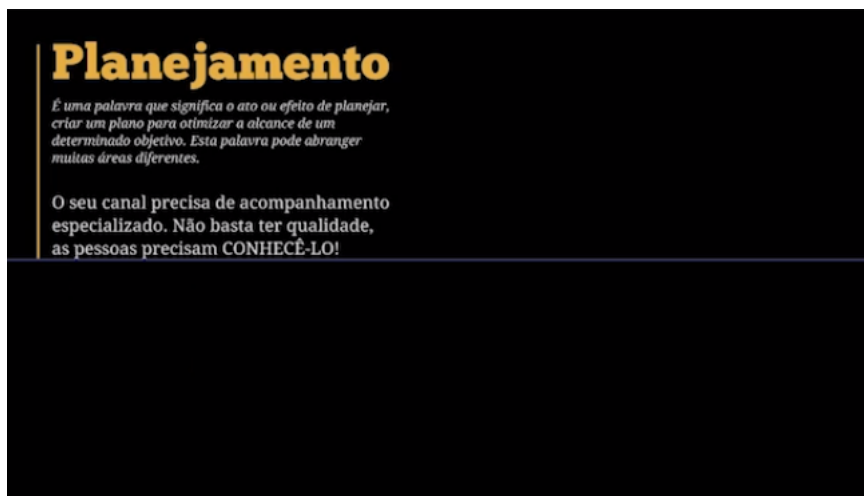 Planejamento
É uma palavra que significa o ato ou efeito de planejar,
criar um plano para otimizar a alcance de um
determinado objetivo. Esta palavra pode abranger
muitas áreas diferentes.
O seu canal precisa de acompanhamento
especializado. Não basta ter qualidade,
as pessoas precisam CONHECÊ-LO!